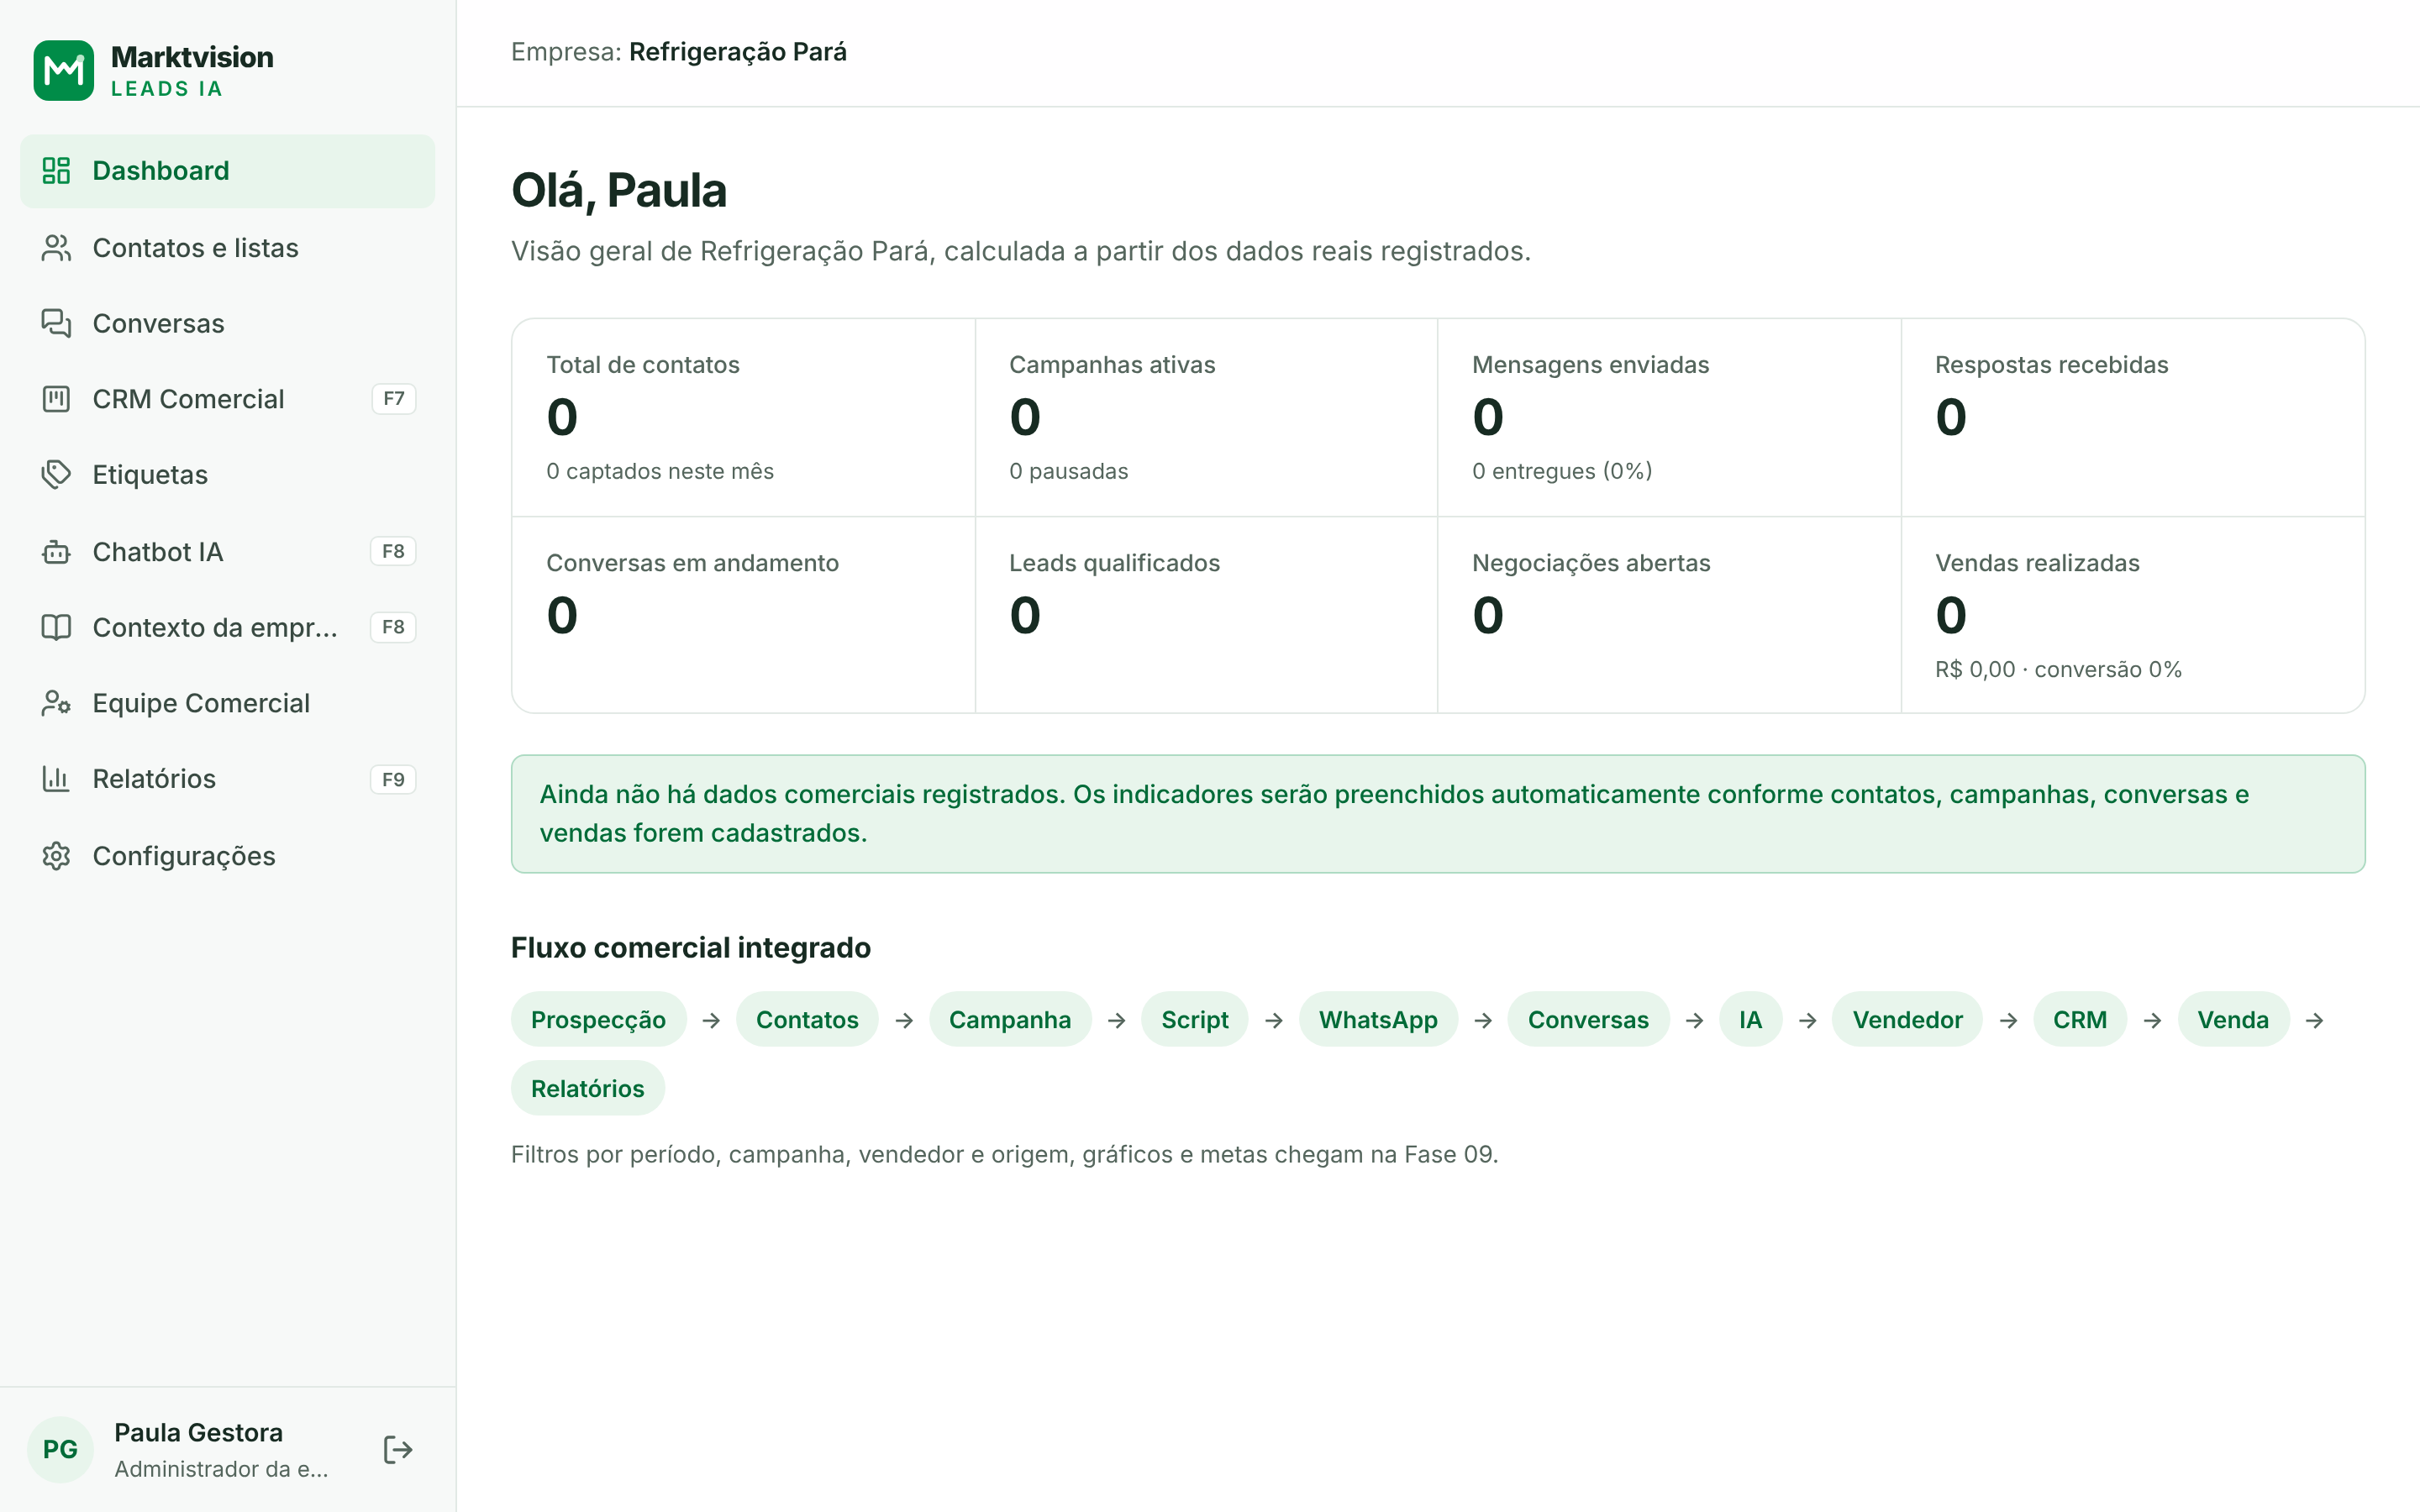 Marktvision
LEADS IA
Dashboard
Contatos e listas
Conversas
CRM Comercial F7
Etiquetas
Chatbot IA F8
Contexto da empr... F8
Equipe Comercial
Relatórios F9
Configurações
PG
Paula Gestora
Administrador da e...
Empresa: Refrigeração Pará
Olá, Paula
Visão geral de Refrigeração Pará, calculada a partir dos dados reais registrados.
Total de contatos
0
0 captados neste mês
Campanhas ativas
0
0 pausadas
Mensagens enviadas
0
0 entregues (0%)
Respostas recebidas
0
Conversas em andamento
0
Leads qualificados
0
Negociações abertas
0
Vendas realizadas
0
R$ 0,00 · conversão 0%
Ainda não há dados comerciais registrados. Os indicadores serão preenchidos automaticamente conforme contatos, campanhas, conversas e
vendas forem cadastrados.
Fluxo comercial integrado
Prospecção → Contatos → Campanha → Script → WhatsApp → Conversas → IA → Vendedor → CRM → Venda →
Relatórios
Filtros por período, campanha, vendedor e origem, gráficos e metas chegam na Fase 09.